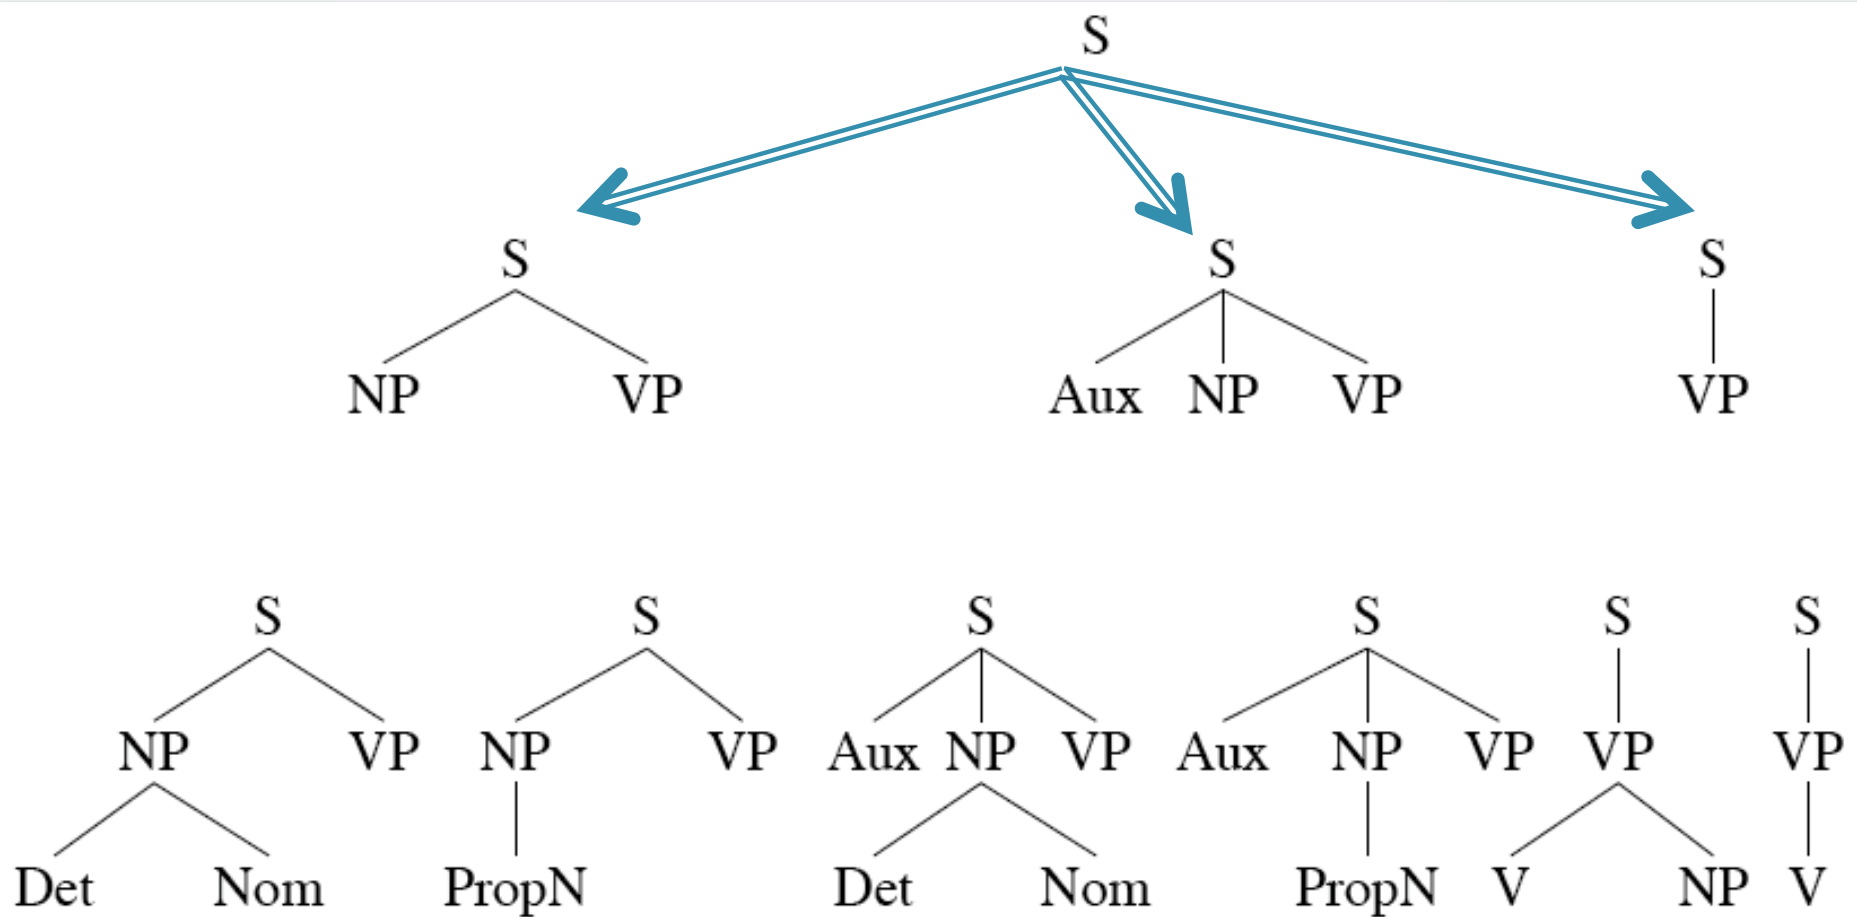 S
S S S
NP VP Aux NP VP VP
S S S S S S
NP VP NP VP Aux NP VP Aux NP VP VP VP
Det Nom PropN Det Nom PropN V NP V